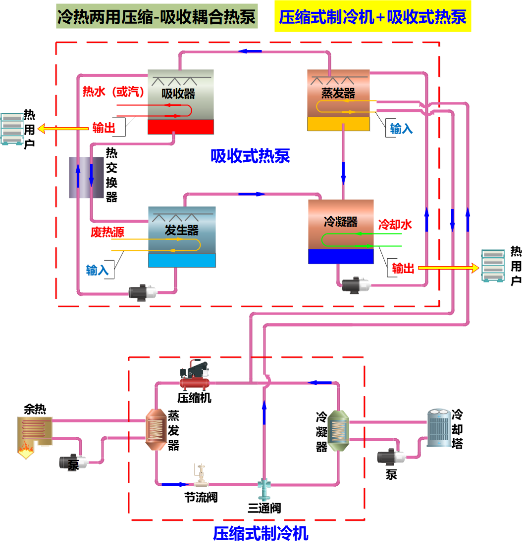 冷热两用压缩-吸收耦合热泵
压缩式制冷机+吸收式热泵
热水（或汽）
吸收器
蒸发器
热用户
输出
输入
吸收式热泵
热交换器
废热源
发生器
冷凝器
冷却水
输入
输出
热用户
压缩机
余热
蒸发器
冷凝器
冷却塔
泵
泵
节流阀
三通阀
压缩式制冷机